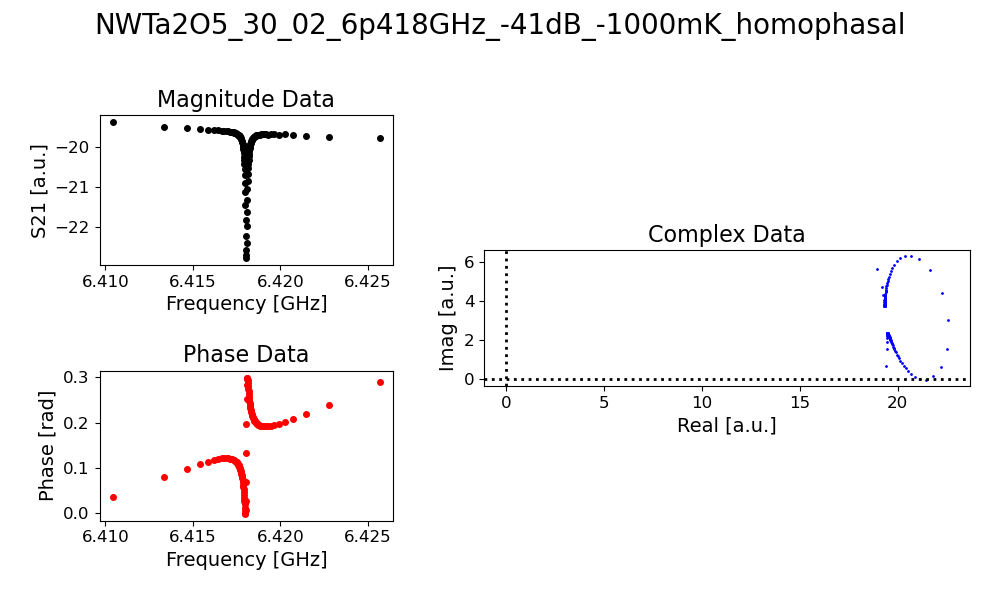 NWTa2O5_30_02_6p418GHz_-41dB_-1000mK_homophasal
Magnitude Data
S21 [a.u.]
−20
−21
−22
6.410 6.415 6.420 6.425
Frequency [GHz]
Phase Data
Phase [rad]
0.3
0.2
0.1
0.0
6.410 6.415 6.420 6.425
Frequency [GHz]
Complex Data
Imag [a.u.]
6
4
2
0
0 5 10 15 20
Real [a.u.]